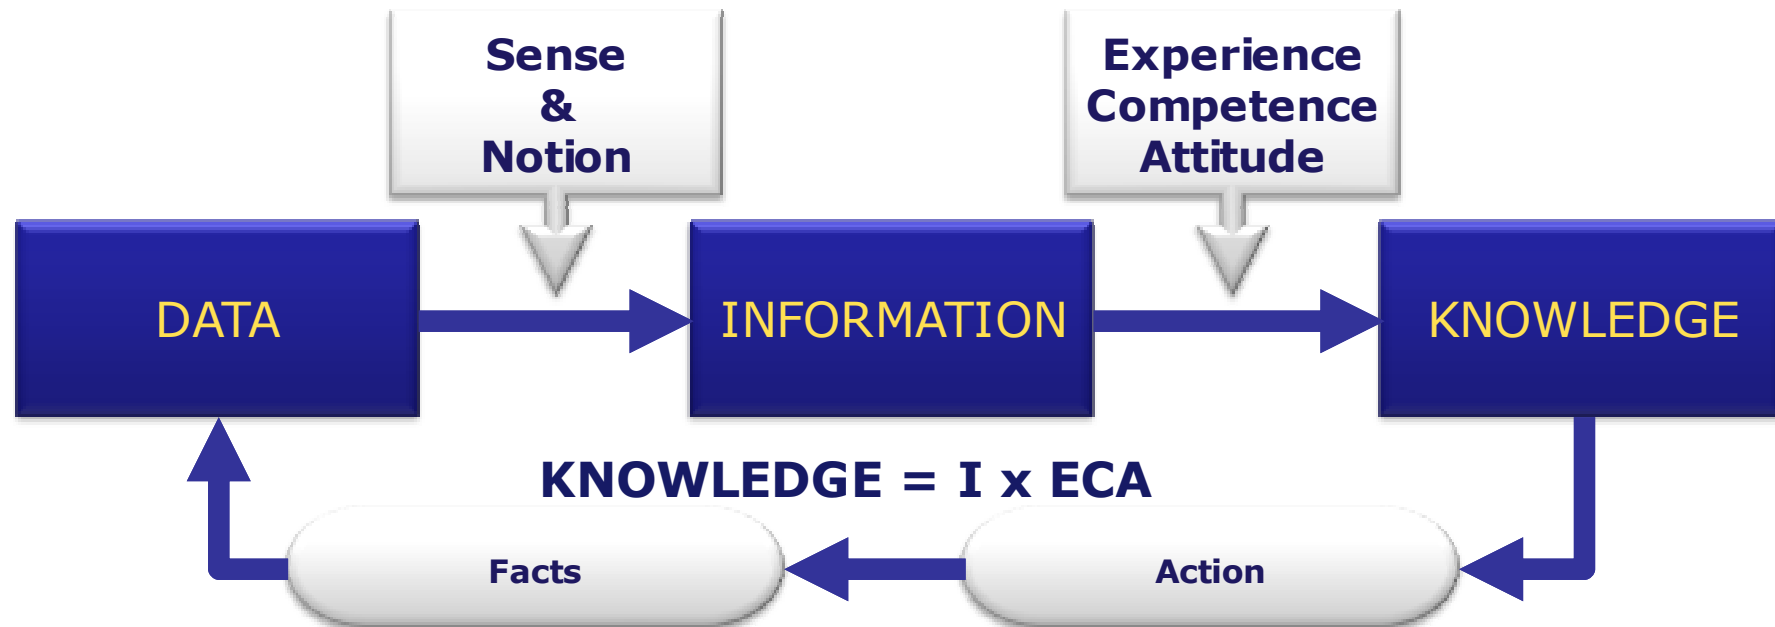 Sense
&
Notion
Experience
Competence
Attitude
DATA
INFORMATION
KNOWLEDGE
KNOWLEDGE = I x ECA
Facts
Action